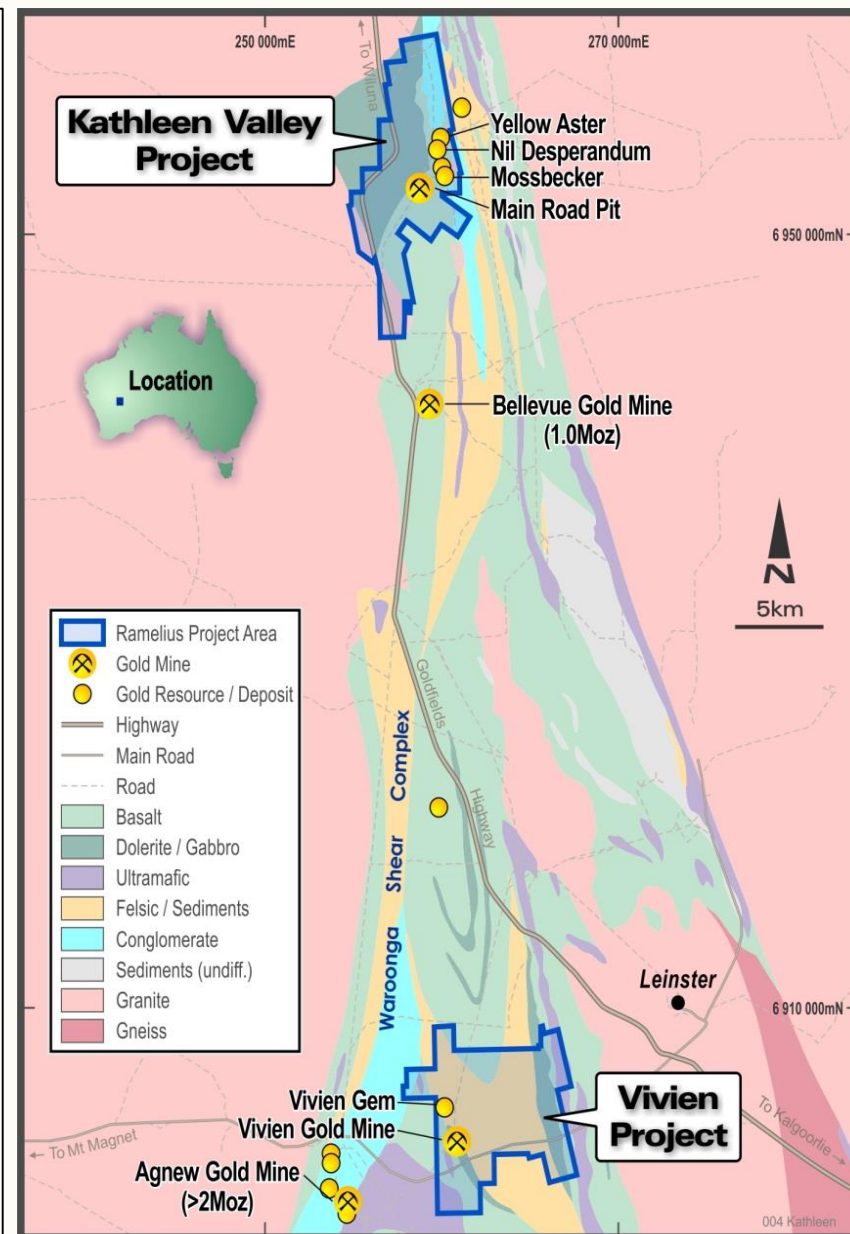 250 000mE
270 000mE
To Wiluna
Kathleen Valley
Project
Yellow Aster
Nil Desperandum
Mossbecker
Main Road Pit
6 950 000mN
Location
Bellevue Gold Mine
(1.0Moz)
N
5km
Ramelius Project Area
Gold Mine
Gold Resource / Deposit
Highway
Main Road
Road
Basalt
Dolerite / Gabbro
Ultramafic
Felsic / Sediments
Conglomerate
Sediments (undiff.)
Granite
Gneiss
Goldfields Highway
Waroonga Shear Complex
Leinster
6 910 000mN
Vivien Gem
Vivien Gold Mine
Vivien
Project
To Mt Magnet
To Kalgoorlie
Agnew Gold Mine
(>2Moz)
004 Kathleen